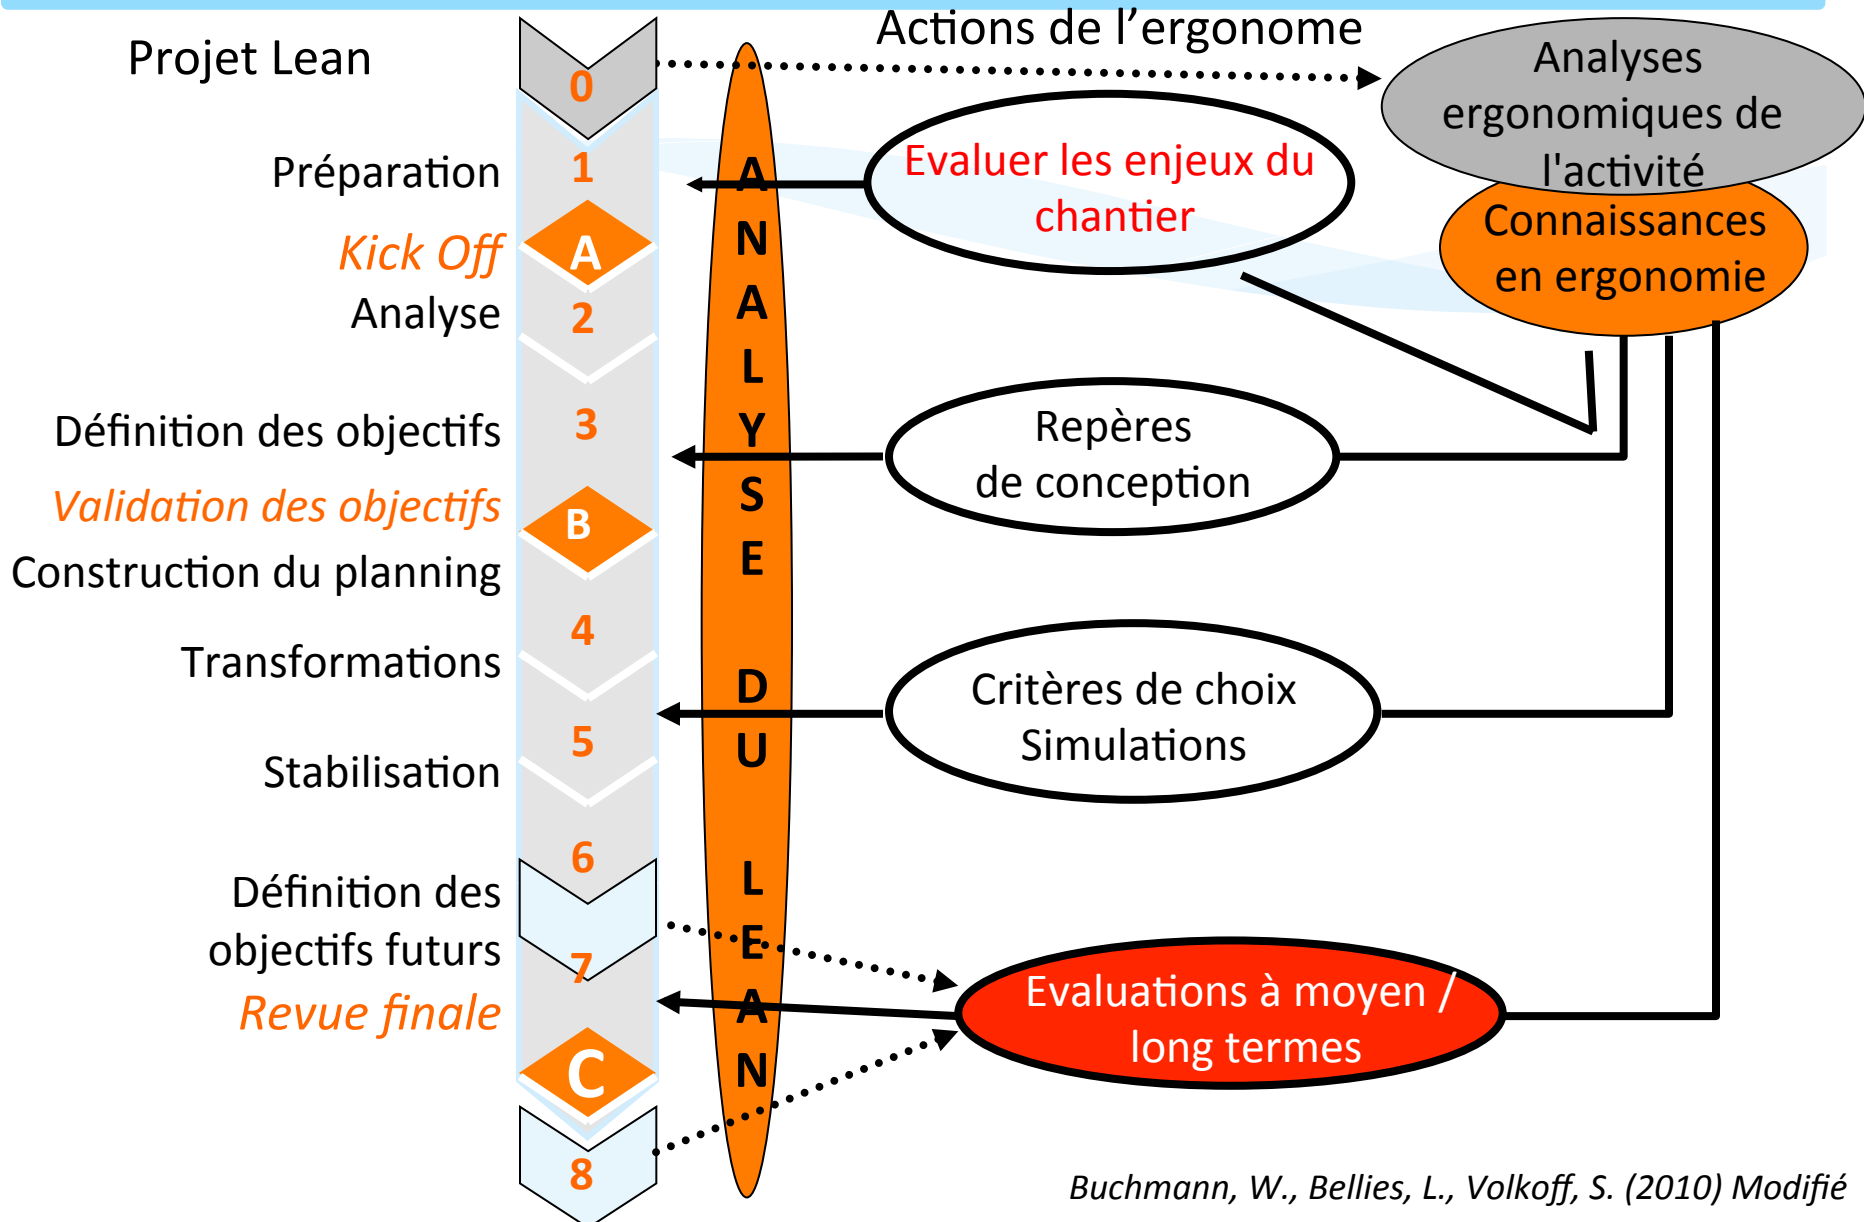 Actions de l’ergonome
Projet Lean
0
Analyses
ergonomiques de
l'activité
Connaissances
en ergonomie
Préparation
1
Evaluer les enjeux du
chantier
Kick Off
A
Analyse
2
Définition des objectifs
3
Repères
de conception
Validation des objectifs
B
Construction du planning
4
Transformations
Critères de choix
Simulations
5
Stabilisation
6
Définition des
objectifs futurs
7
Revue finale
Evaluations à moyen /
long termes
C
8
ANALYSE DU LEAN
Buchmann, W., Bellies, L., Volkoff, S. (2010) Modifié